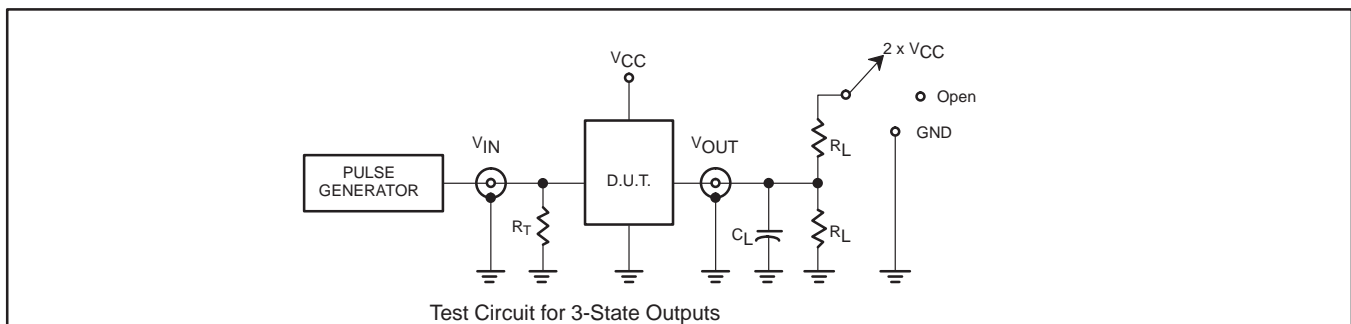 2 x VCC
VCC
Open
GND
VIN
VOUT
RL
PULSE
GENERATOR
D.U.T.
RT
CL
RL
Test Circuit for 3-State Outputs